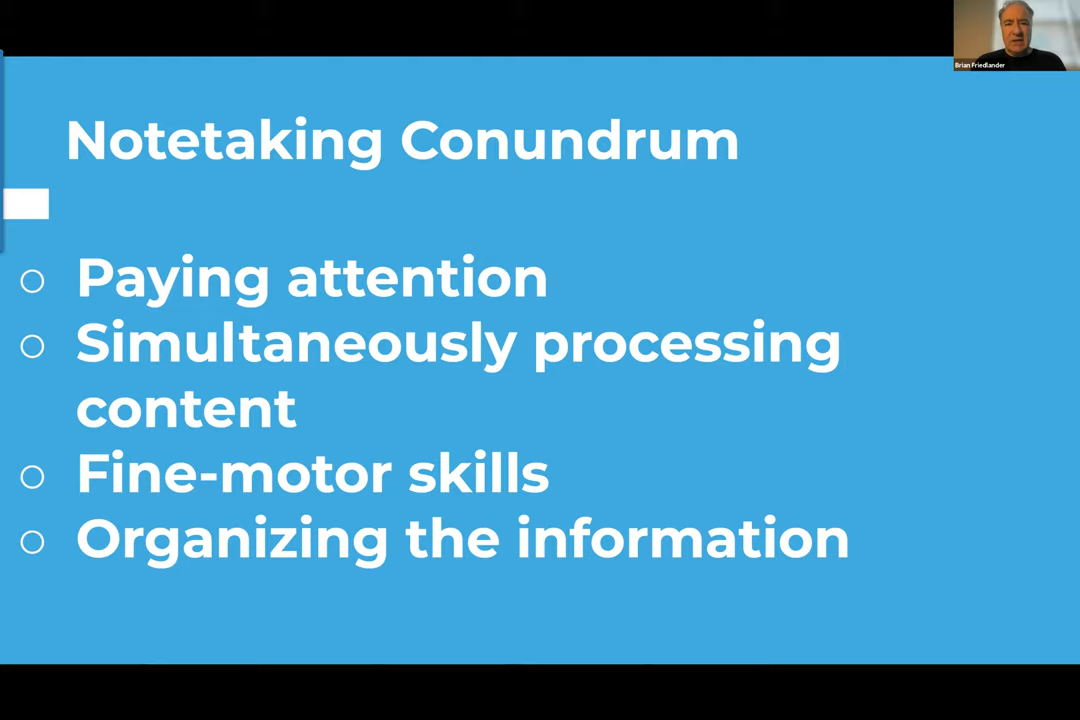 Brian Friedlander
Notetaking Conundrum
○ Paying attention
○ Simultaneously processing
content
○ Fine-motor skills
○ Organizing the information